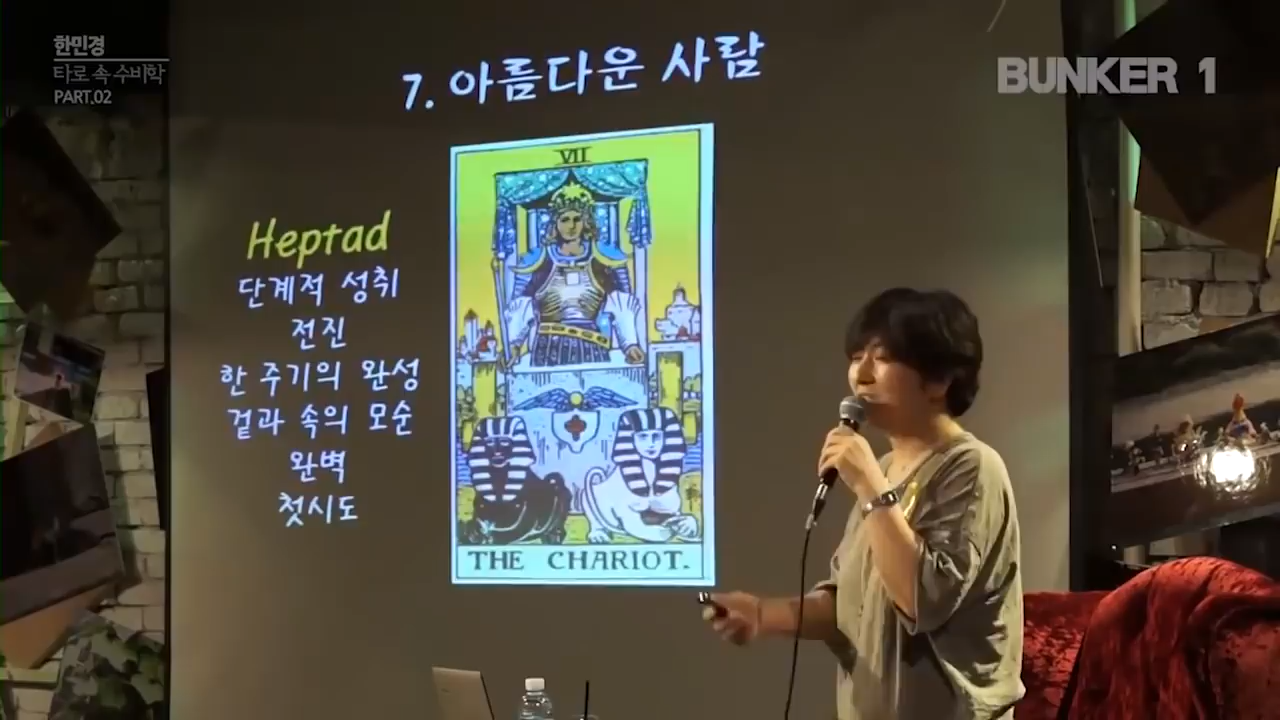 한민경
타로 속 수비학
PART.02
BUNKER 1
7. 아름다운 사람
VII
Heptad
단계적 성취
전진
한 주기의 완성
겉과 속의 모순
완벽
첫시도
THE CHARIOT.